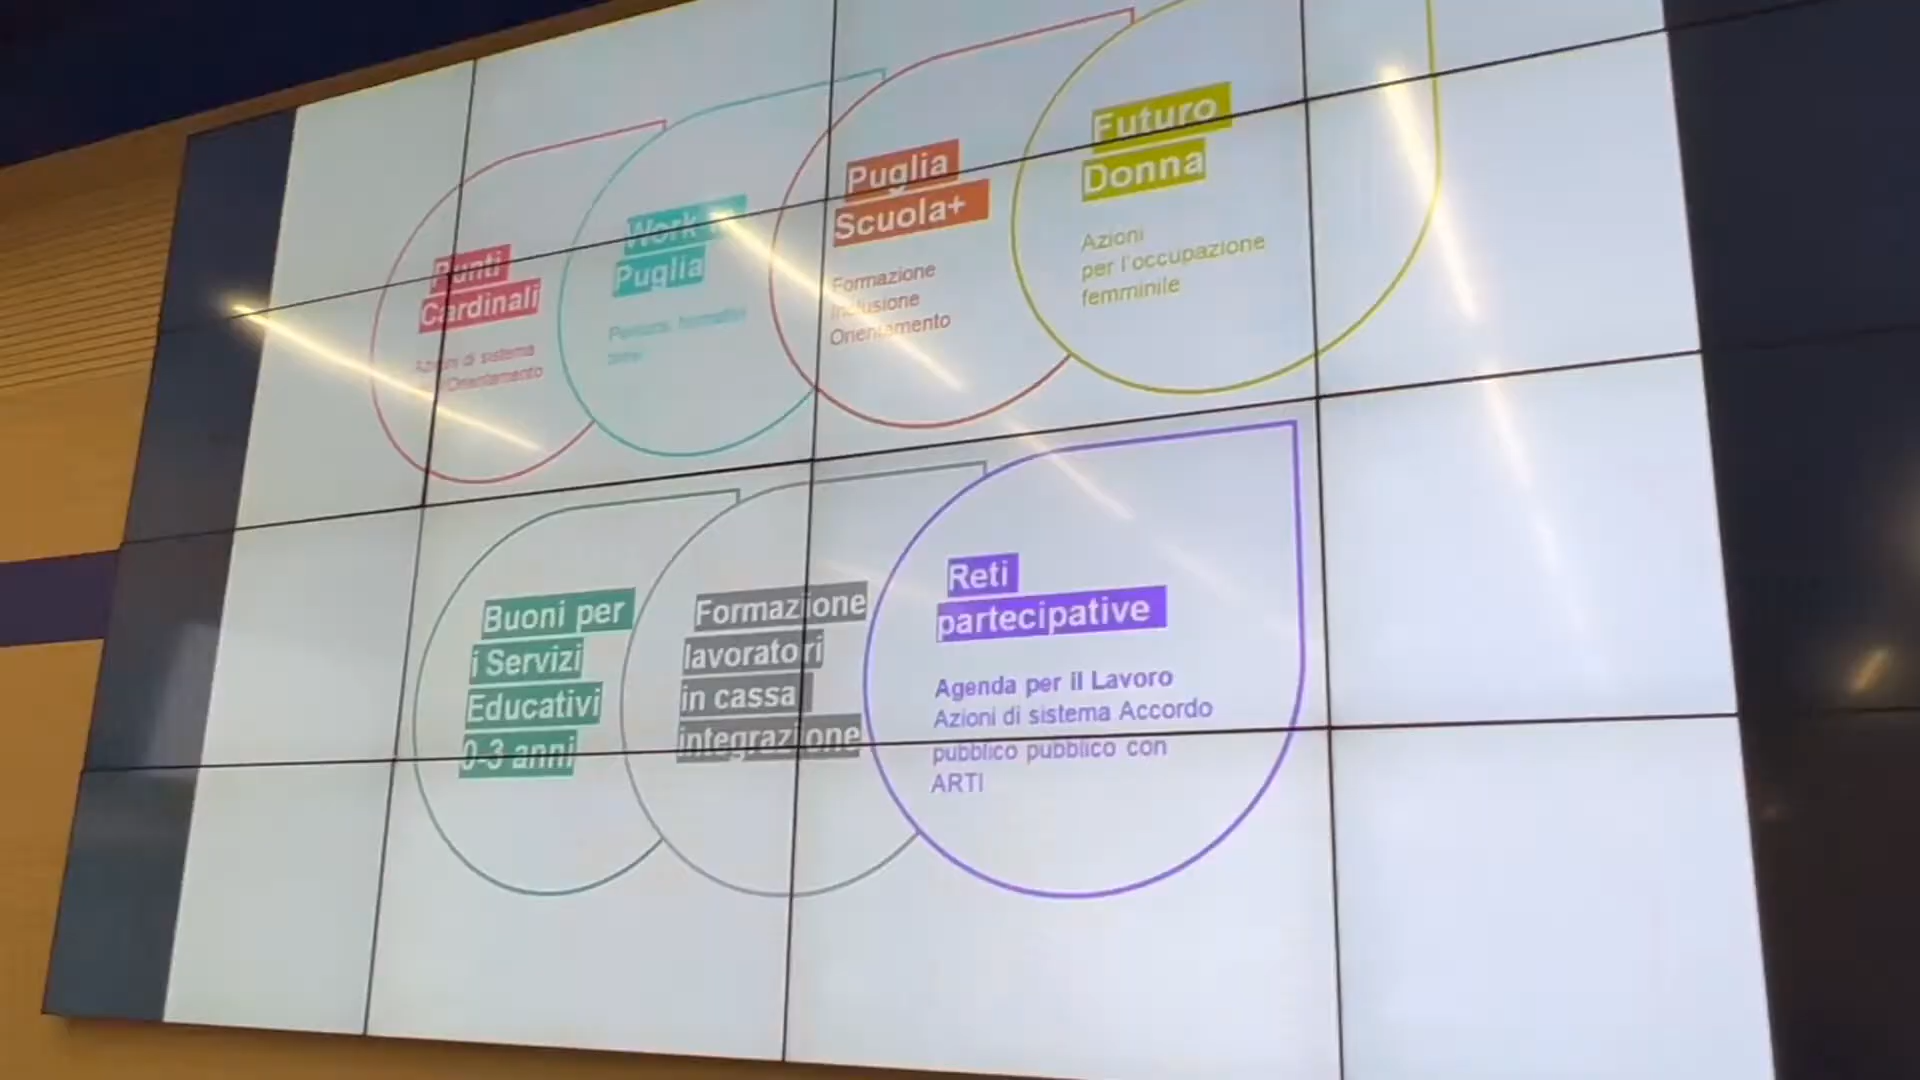 Punti
Cardinali
Azioni di sistema
Orientamento
Work
Puglia
Puglia
Scuola+
Formazione
Inclusione
Orientamento
Futuro
Donna
Azioni
per l'occupazione
femminile
Buoni per
i Servizi
Educativi
0-3 anni
Formazione
lavoratori
in cassa
integrazione
Reti
partecipative
Agenda per il Lavoro
Azioni di sistema Accordo
pubblico pubblico con
ARTI